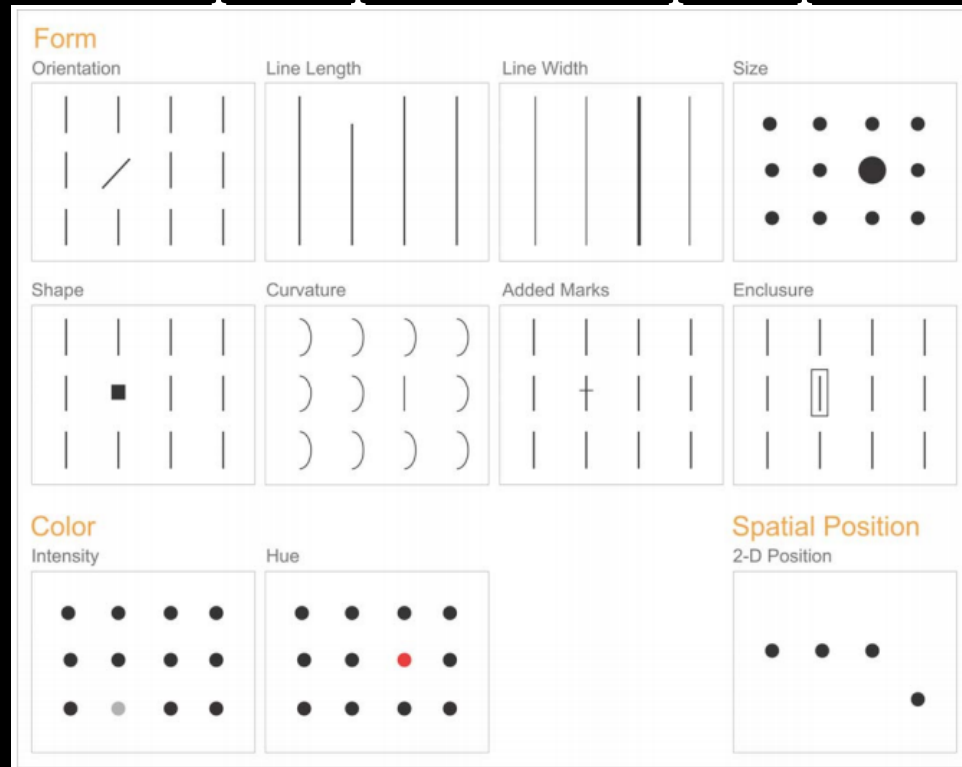 Form
Orientation
Line Length
Line Width
Size
Shape
Curvature
Added Marks
Enclusure
Color
Intensity
Hue
Spatial Position
2-D Position